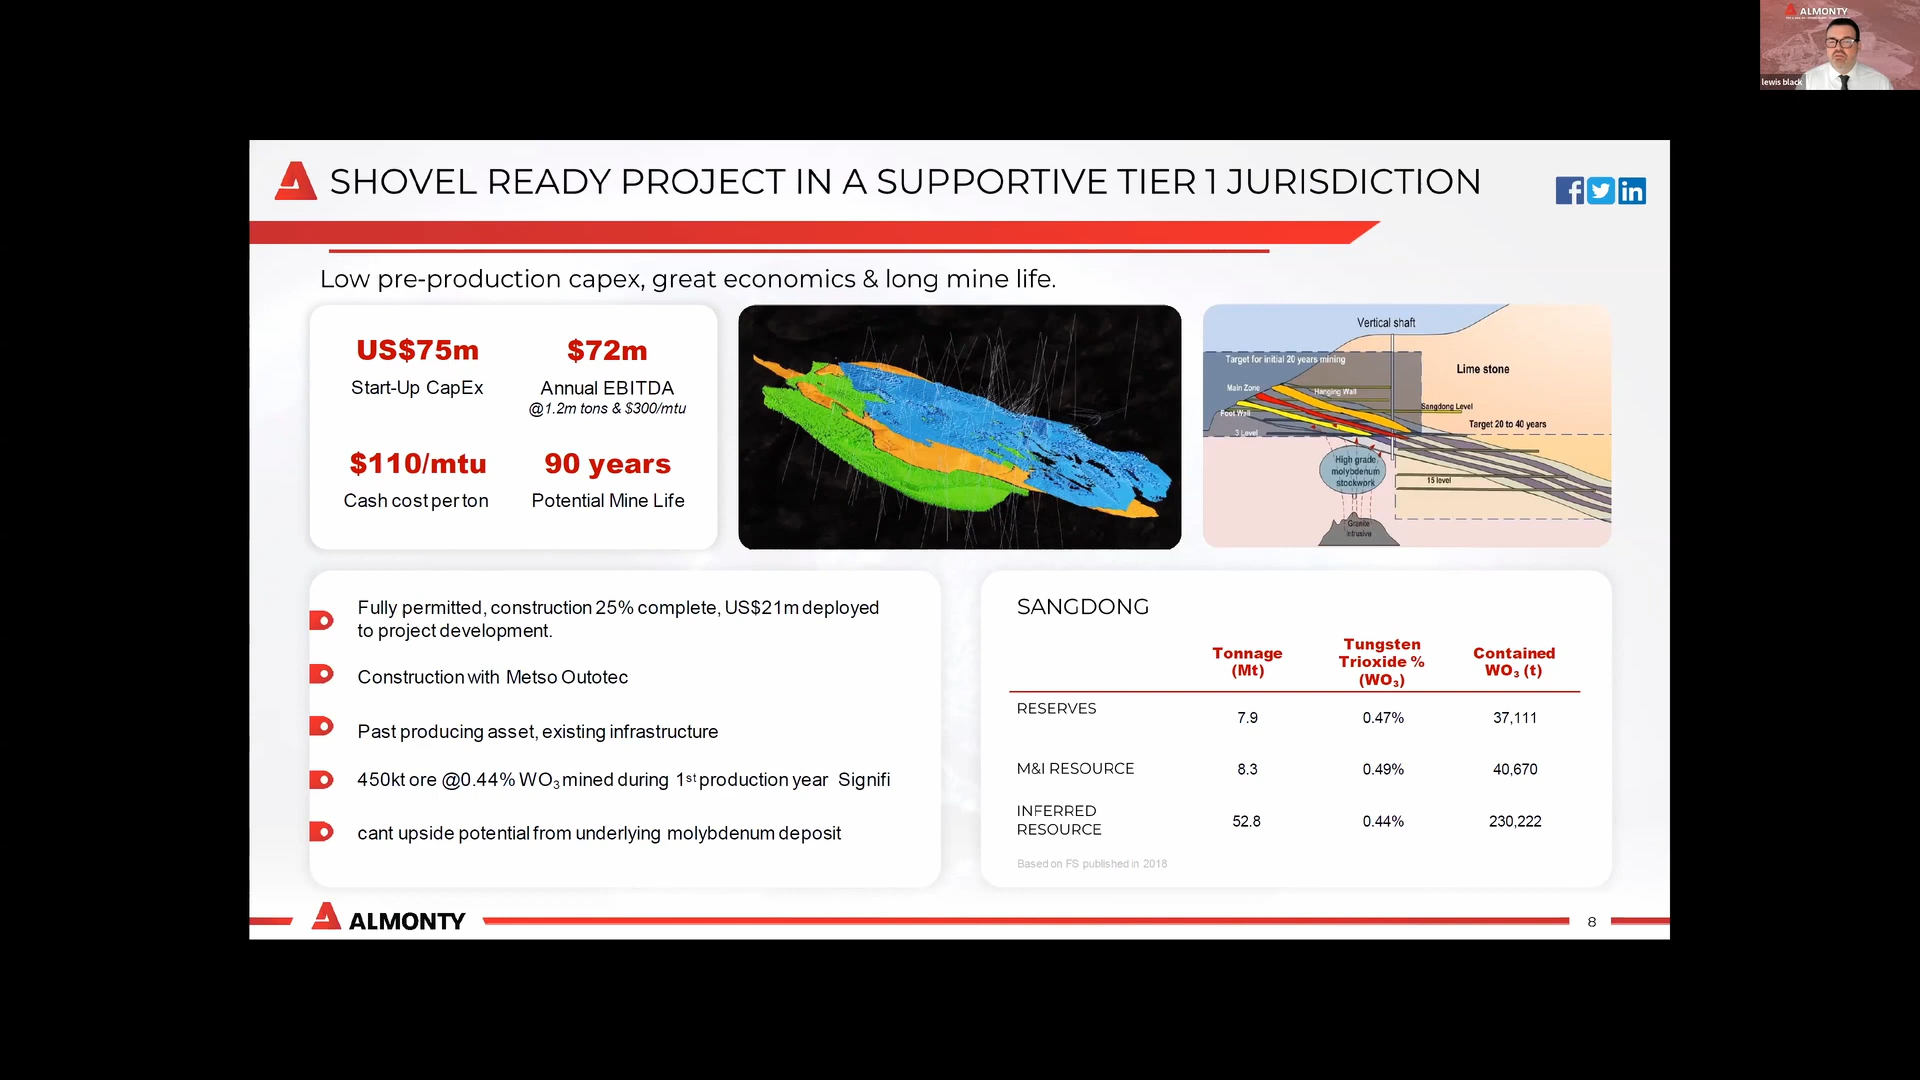 ALMONTY
lewis black
SHOVEL READY PROJECT IN A SUPPORTIVE TIER 1 JURISDICTION
Low pre-production capex, great economics & long mine life.
US$75m
Start-Up CapEx
$72m
Annual EBITDA
@1.2m tons & $300/mtu
$110/mtu
Cash cost per ton
90 years
Potential Mine Life
Vertical shaft
Target for initial 20 years mining
Lime stone
Main Zone
Hanging Wall
Sangdong Level
Foot Wall
Target 20 to 40 years
3 Level
High grade
molybdenum
stockwork
15 level
Granite
intrusive
Fully permitted, construction 25% complete, US$21m deployed
to project development.
Construction with Metso Outotec
Past producing asset, existing infrastructure
450kt ore @0.44% WO₃ mined during 1st production year Signifi
cant upside potential from underlying molybdenum deposit
SANGDONG
Tonnage
(Mt)
Tungsten
Trioxide %
(WO₃)
Contained
WO₃ (t)
RESERVES 7.9 0.47% 37,111
M&I RESOURCE 8.3 0.49% 40,670
INFERRED
RESOURCE 52.8 0.44% 230,222
Based on FS published in 2018
ALMONTY
8